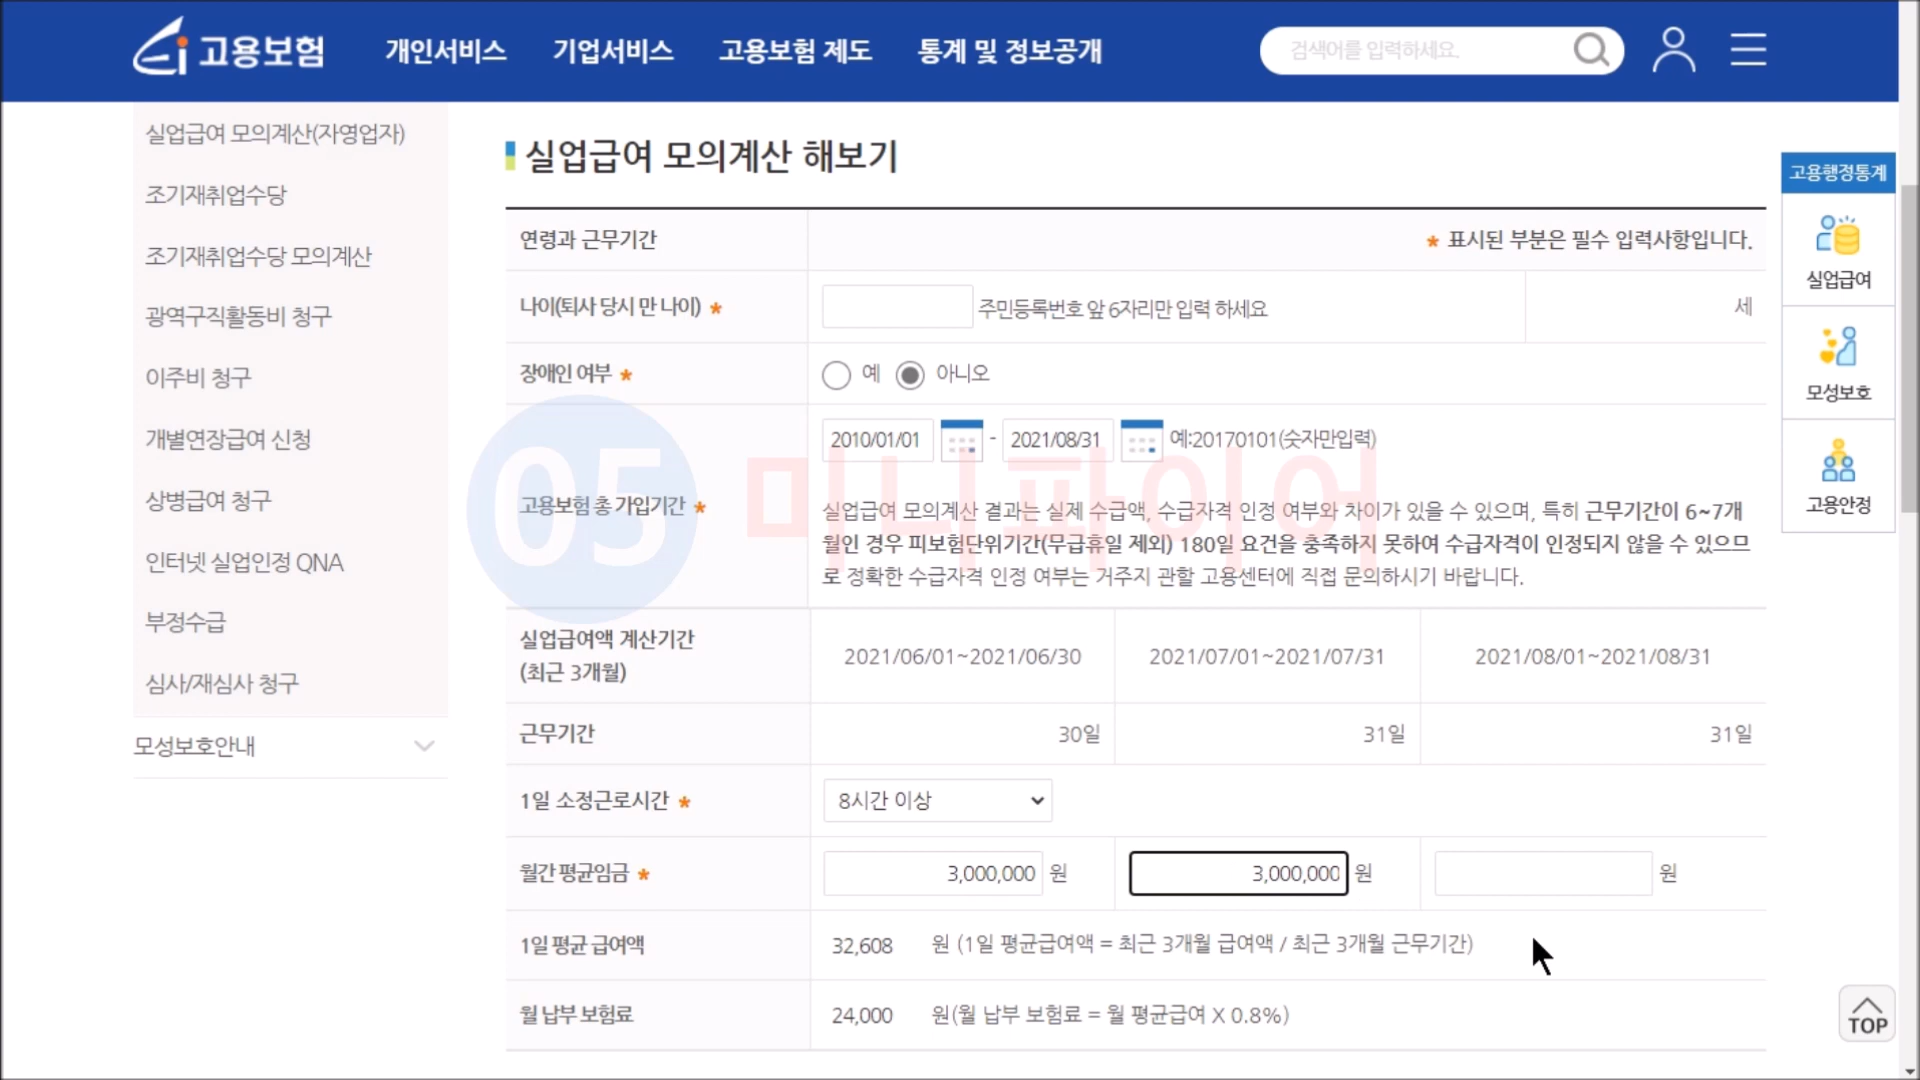 고용보험
개인서비스 기업서비스 고용보험 제도 통계 및 정보공개
검색어를 입력하세요.
실업급여 모의계산(자영업자)
조기재취업수당
조기재취업수당 모의계산
광역구직활동비 청구
이주비 청구
개별연장급여 신청
상병급여 청구
인터넷 실업인정 QNA
부정수급
심사/재심사 청구
모성보호안내
실업급여 모의계산 해보기
연령과 근무기간
* 표시된 부분은 필수 입력사항입니다.
나이(퇴사 당시 만 나이) *
주민등록번호 앞 6자리만 입력 하세요
세
장애인 여부 *
예 아니오
고용보험 총 가입기간 *
2010/01/01 - 2021/08/31 예:20170101(숫자만입력)
05 미니파이어
실업급여 모의계산 결과는 실제 수급액, 수급자격 인정 여부와 차이가 있을 수 있으며, 특히 근무기간이 6~7개
월인 경우 피보험단위기간(무급휴일 제외) 180일 요건을 충족하지 못하여 수급자격이 인정되지 않을 수 있으므
로 정확한 수급자격 인정 여부는 거주지 관할 고용센터에 직접 문의하시기 바랍니다.
실업급여액 계산기간
(최근 3개월)
2021/06/01~2021/06/30 2021/07/01~2021/07/31 2021/08/01~2021/08/31
근무기간 30일 31일 31일
1일 소정근로시간 * 8시간 이상
월간 평균임금 * 3,000,000 원 3,000,000 원 원
1일 평균 급여액 32,608 원 (1일 평균급여액 = 최근 3개월 급여액 / 최근 3개월 근무기간)
월 납부 보험료 24,000 원(월 납부 보험료 = 월 평균급여 X 0.8%)
고용행정통계
실업급여
모성보호
고용안정
TOP